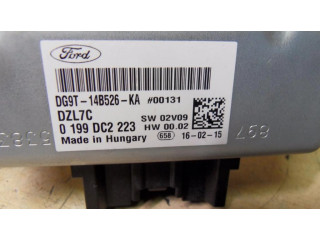 Ford
DG9T-14B526-KA #00131
DZL7C
SW 02V09
0 199 DC2 223
HW 00.02
Made in Hungary
658
16-02-15